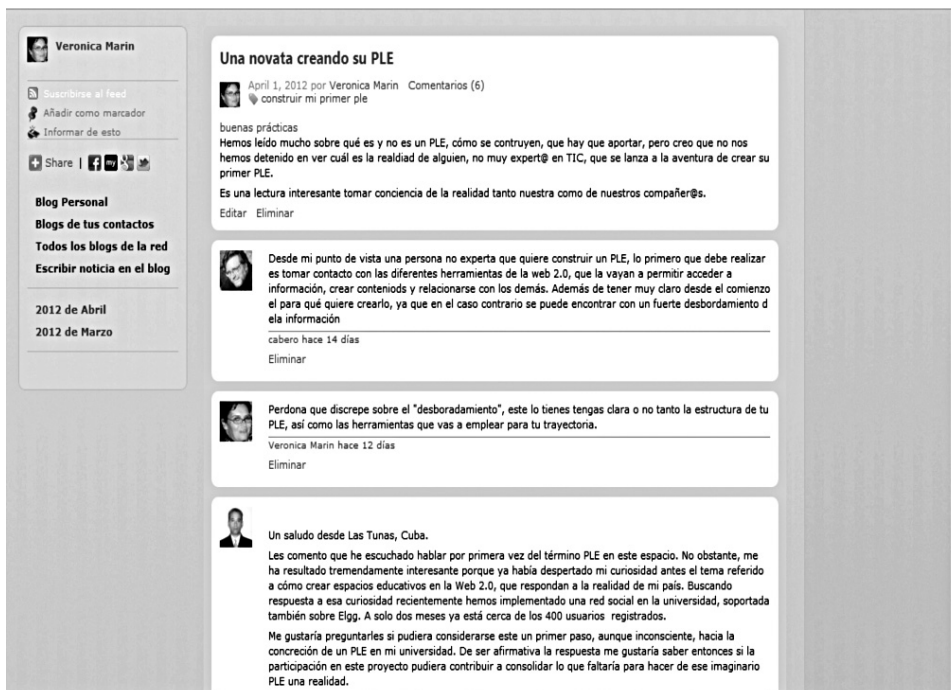 Veronica Marin
Suscribirse al feed
Añadir como marcador
Informar de esto
Share |
Blog Personal
Blogs de tus contactos
Todos los blogs de la red
Escribir noticia en el blog
2012 de Abril
2012 de Marzo
Una novata creando su PLE
April 1, 2012 por Veronica Marin Comentarios (6)
construir mi primer ple
buenas prácticas
Hemos leído mucho sobre qué es y no es un PLE, cómo se contruyen, que hay que aportar, pero creo que no nos
hemos detenido en ver cuál es la realdiad de alguien, no muy expert@ en TIC, que se lanza a la aventura de crear su
primer PLE.
Es una lectura interesante tomar conciencia de la realidad tanto nuestra como de nuestros compañer@s.
Editar Eliminar
Desde mi punto de vista una persona no experta que quiere construir un PLE, lo primero que debe realizar
es tomar contacto con las diferentes herramientas de la web 2.0, que la vayan a permitir acceder a
información, crear conteniods y relacionarse con los demás. Además de tener muy claro desde el comienzo
el para qué quiere crearlo, ya que en el caso contrario se puede encontrar con un fuerte desbordamiento d
ela información
cabero hace 14 días
Eliminar
Perdona que discrepe sobre el "desboradamiento", este lo tienes tengas clara o no tanto la estructura de tu
PLE, así como las herramientas que vas a emplear para tu trayectoria.
Veronica Marin hace 12 días
Eliminar
Un saludo desde Las Tunas, Cuba.
Les comento que he escuchado hablar por primera vez del término PLE en este espacio. No obstante, me
ha resultado tremendamente interesante porque ya había despertado mi curiosidad antes el tema referido
a cómo crear espacios educativos en la Web 2.0, que respondan a la realidad de mi país. Buscando
respuesta a esa curiosidad recientemente hemos implementado una red social en la universidad, soportada
también sobre Elgg. A solo dos meses ya está cerca de los 400 usuarios registrados.
Me gustaría preguntarles si pudiera considerarse este un primer paso, aunque inconsciente, hacia la
concreción de un PLE en mi universidad. De ser afirmativa la respuesta me gustaría saber entonces si la
participación en este proyecto pudiera contribuir a consolidar lo que faltaría para hacer de ese imaginario
PLE una realidad.